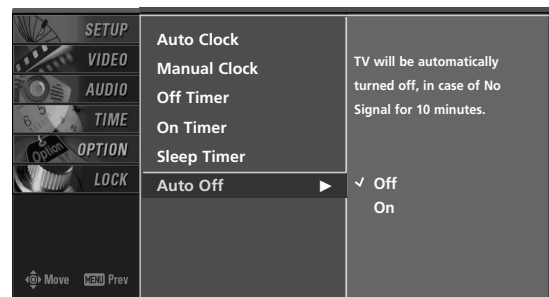 SETUP
VIDEO
AUDIO
TIME
OPTION
LOCK
Move MENU Prev
Auto Clock
Manual Clock
Off Timer
On Timer
Sleep Timer
Auto Off
TV will be automatically
turned off, in case of No
Signal for 10 minutes.
Off
On